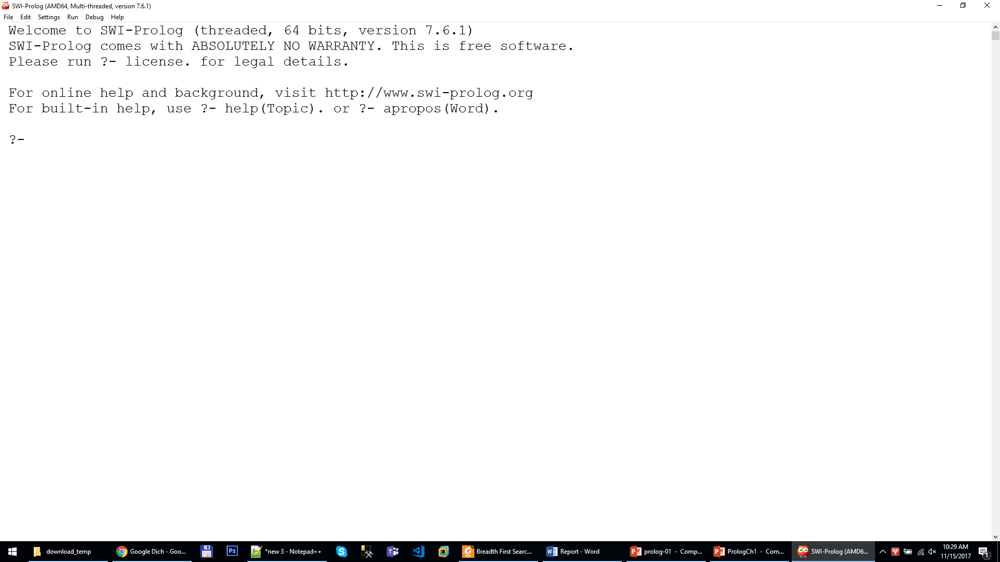 SWI-Prolog (AMD64, Multi-threaded, version 7.6.1)
File Edit Settings Run Debug Help
Welcome to SWI-Prolog (threaded, 64 bits, version 7.6.1)
SWI-Prolog comes with ABSOLUTELY NO WARRANTY. This is free software.
Please run ?- license. for legal details.
For online help and background, visit http://www.swi-prolog.org
For built-in help, use ?- help(Topic). or ?- apropos(Word).
?-
download_temp Google Dịch - Goo... Ps *new 3 - Notepad++ Breadth First Searc... Report - Word prolog-01 - Comp... PrologCh1 - Com... SWI-Prolog (AMD6... 10:29 AM
11/15/2017 1